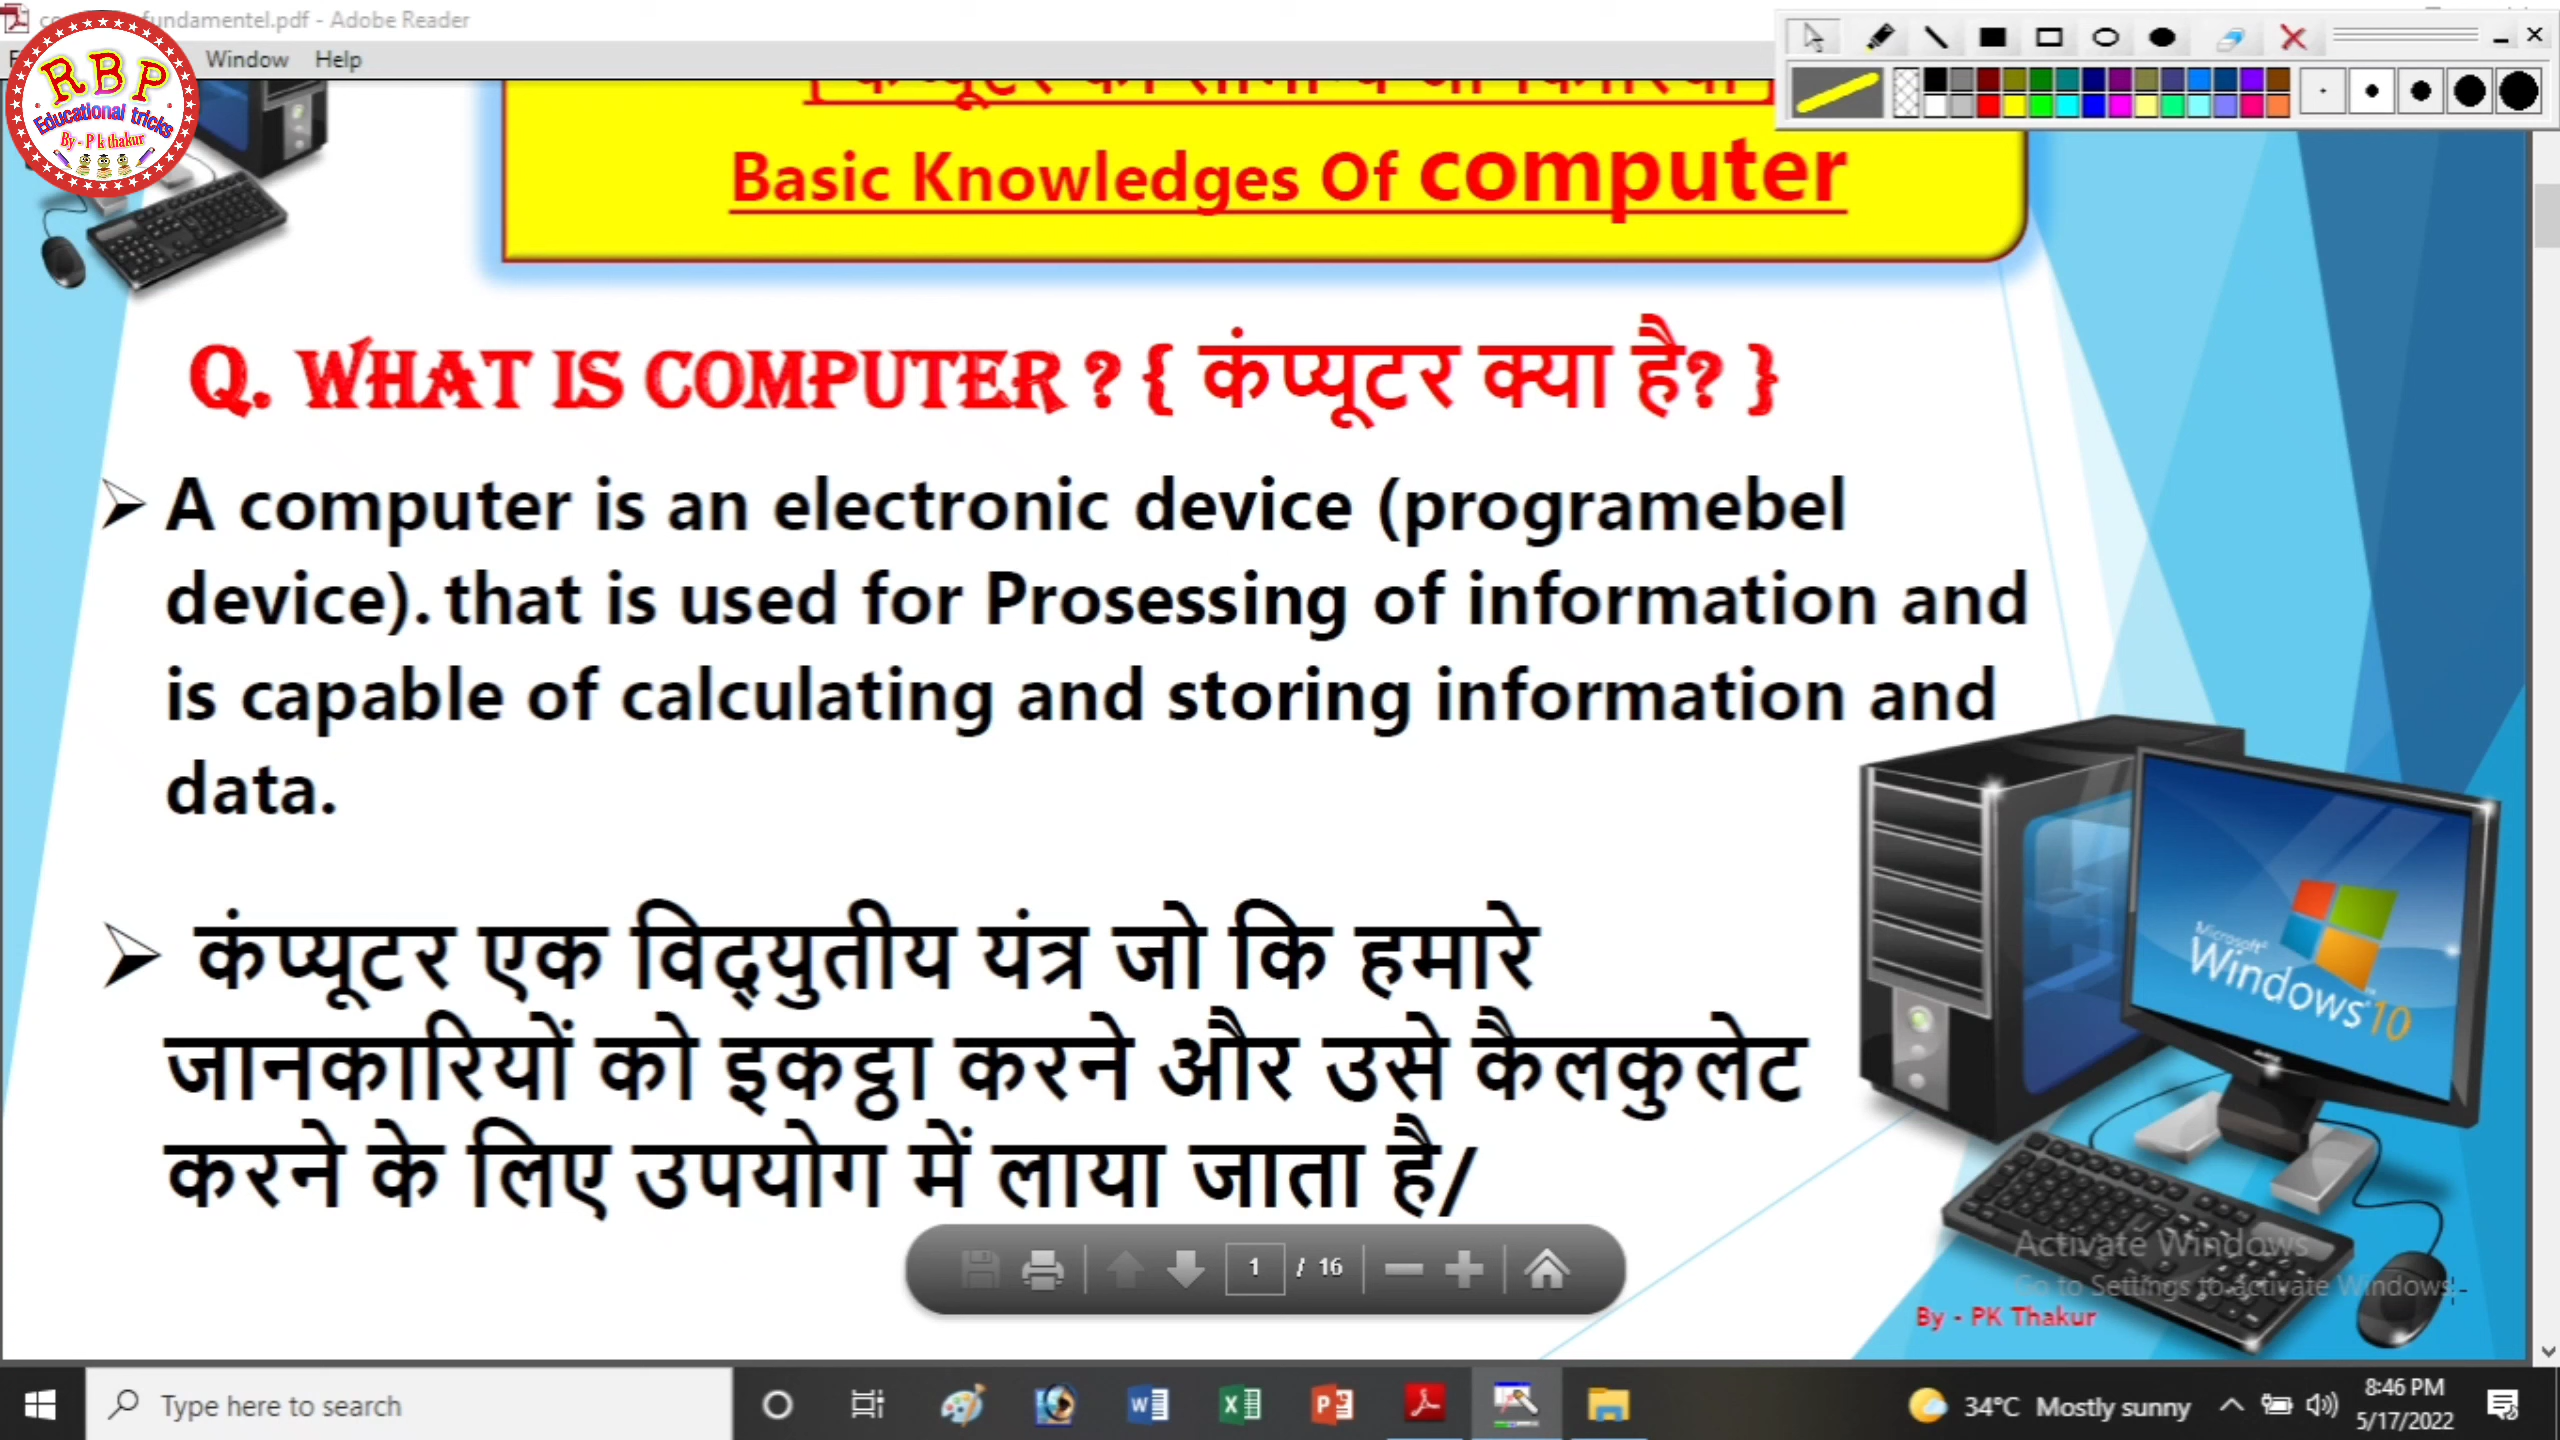 fundamentel.pdf - Adobe Reader
Window Help
RBP
Educational tricks
By - P k thakur
Basic Knowledges Of computer
Q. WHAT IS COMPUTER ? { कंप्यूटर क्या है? }
A computer is an electronic device (programebel
device). that is used for Prosessing of information and
is capable of calculating and storing information and
data.
कंप्यूटर एक विद्युतीय यंत्र जो कि हमारे
जानकारियों को इकट्ठा करने और उसे कैलकुलेट
करने के लिए उपयोग में लाया जाता है/
Microsoft
Windows 10
1 / 16
Activate Windows
Go to Settings to activate Windows.
By - PK Thakur
Type here to search
34°C Mostly sunny
8:46 PM
5/17/2022